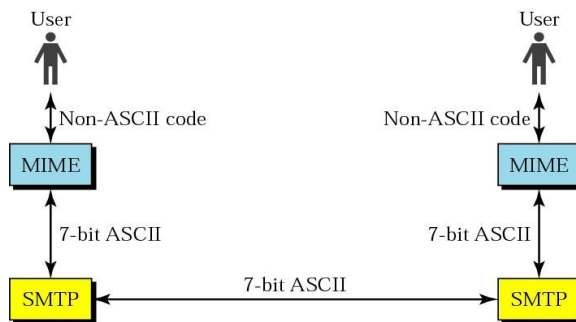 User
User
Non-ASCII code
Non-ASCII code
MIME
MIME
7-bit ASCII
7-bit ASCII
7-bit ASCII
SMTP
SMTP